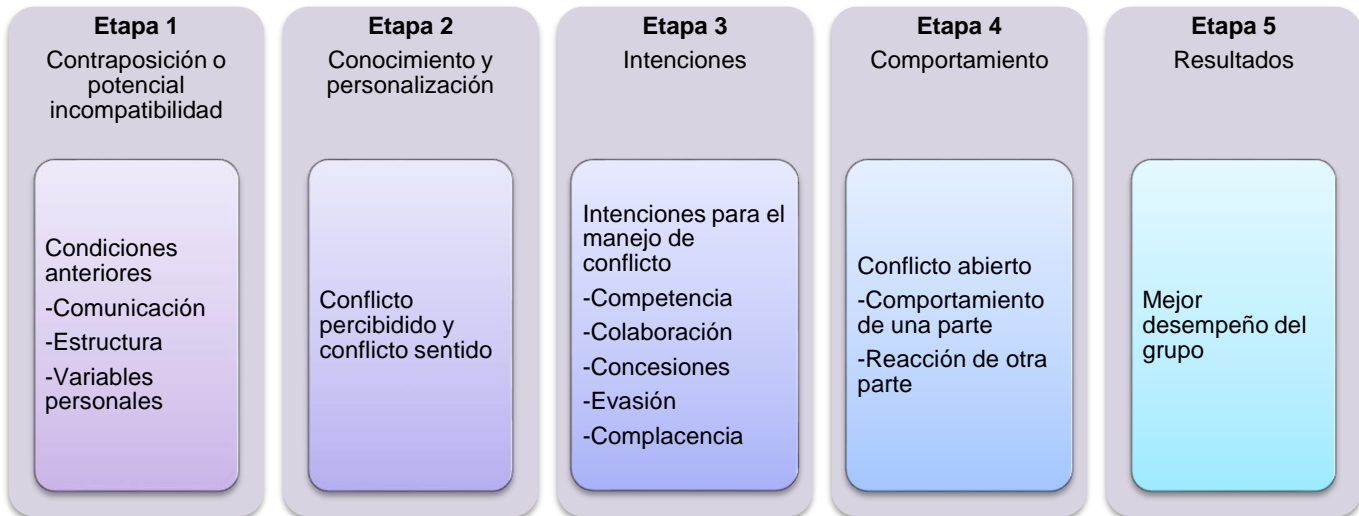 Etapa 1
Contraposición o
potencial
incompatibilidad
Condiciones
anteriores
-Comunicación
-Estructura
-Variables
personales
Etapa 2
Conocimiento y
personalización
Conflicto
percibidido y
conflicto sentido
Etapa 3
Intenciones
Intenciones para el
manejo de
conflicto
-Competencia
-Colaboración
-Concesiones
-Evasión
-Complacencia
Etapa 4
Comportamiento
Conflicto abierto
-Comportamiento
de una parte
-Reacción de otra
parte
Etapa 5
Resultados
Mejor
desempeño del
grupo